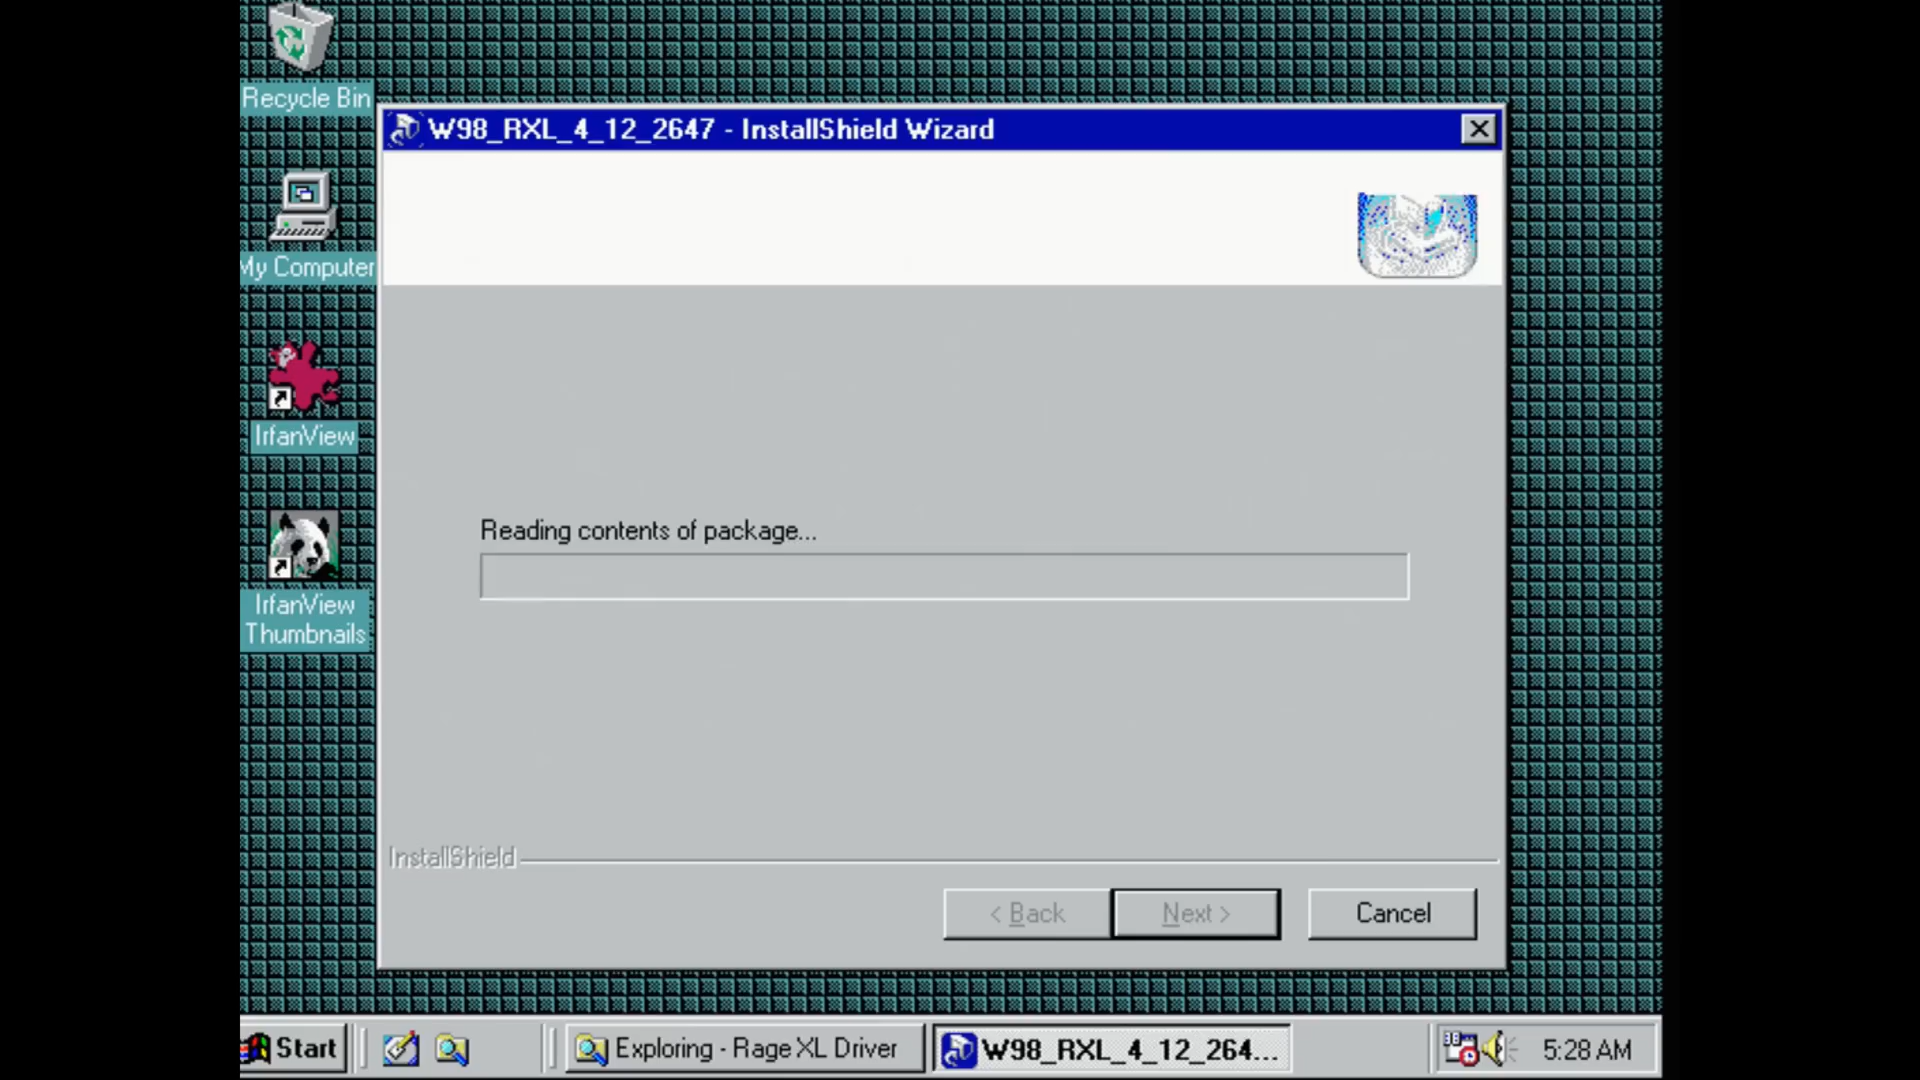 Recycle Bin
My Computer
IrfanView
IrfanView
Thumbnails
W98_RXL_4_12_2647 - InstallShield Wizard
Reading contents of package...
InstallShield
< Back
Next >
Cancel
Start
Exploring - Rage XL Driver
W98_RXL_4_12_264...
5:28 AM